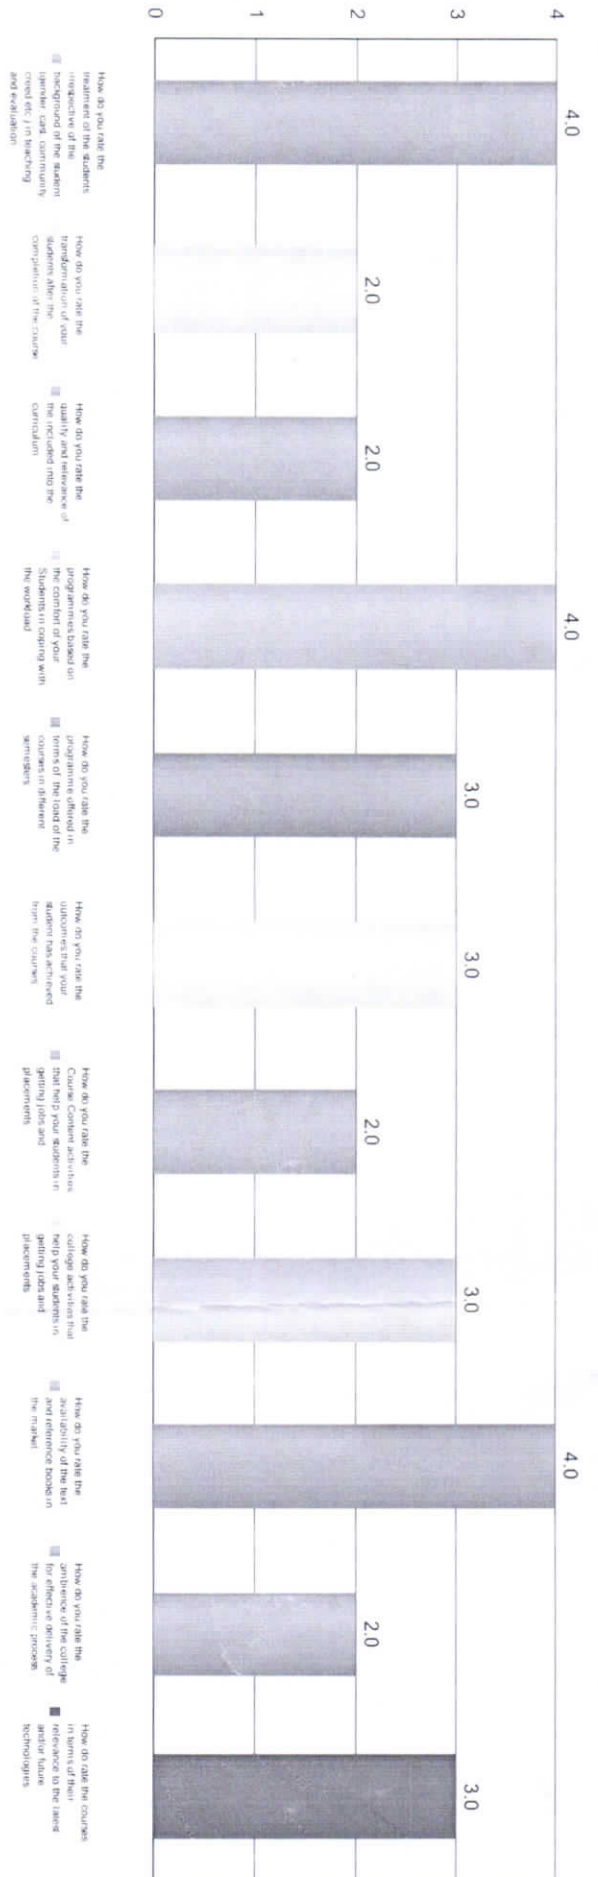 4
3
2
1
0
4.0
2.0
2.0
4.0
3.0
3.0
2.0
3.0
4.0
2.0
3.0
How do you rate the
treatment of the students
irrespective of the
background of the student
(gender, cast, community
creed etc.) in teaching
and evaluation
How do you rate the
transformation of your
students after the
completion of the course
How do you rate the
quality and relevance of
the included into the
curriculum
How do you rate the
programmes based on
the comfort of your
Students in coping with
the workload
How do you rate the
programme offered in
terms of the load of the
courses in different
semesters
How do you rate the
outcomes that your
student has achieved
from the courses
How do you rate the
Course Content activities
that help your students in
getting jobs and
placements
How do you rate the
college activities that
help your students in
getting jobs and
placements
How do you rate the
availability of the text
and reference books in
the market
How do you rate the
ambience of the college
for effective delivery of
the academic process
How do rate the courses
in terms of their
relevance to the latest
and/or future
technologies